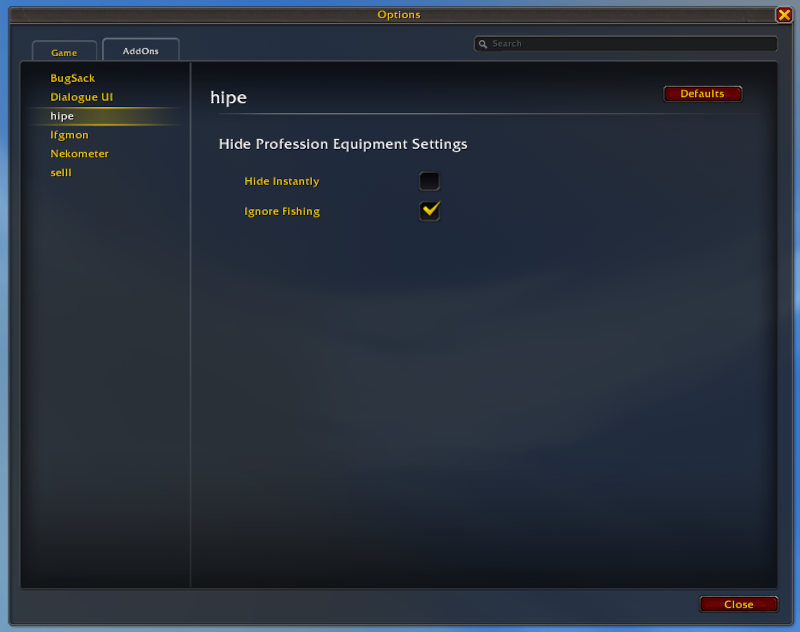 Options
Game
AddOns
Search
BugSack
Dialogue UI
hipe
lfgmon
Nekometer
selll
hipe
Defaults
Hide Profession Equipment Settings
Hide Instantly
Ignore Fishing
Close